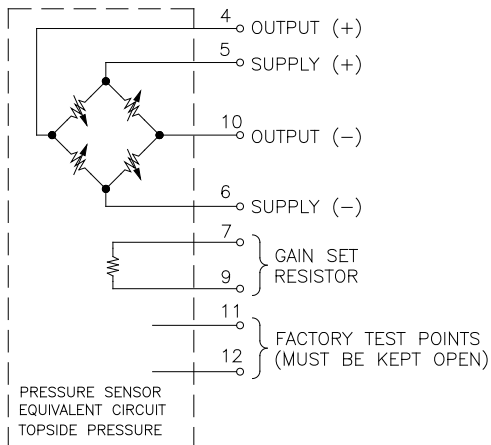 4 OUTPUT (+)
5 SUPPLY (+)
10 OUTPUT (−)
6 SUPPLY (−)
7
GAIN SET
RESISTOR
9
11
FACTORY TEST POINTS
(MUST BE KEPT OPEN)
12
PRESSURE SENSOR
EQUIVALENT CIRCUIT
TOPSIDE PRESSURE